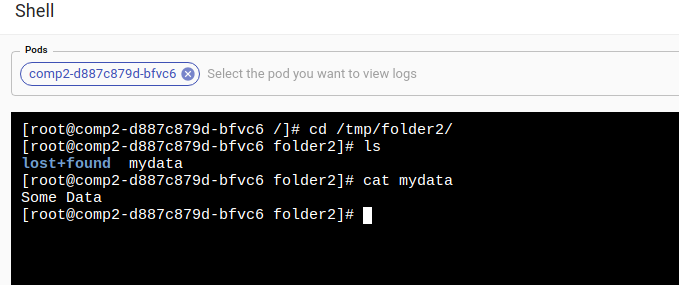 Shell
Pods
comp2-d887c879d-bfvc6 Select the pod you want to view logs
[root@comp2-d887c879d-bfvc6 /]# cd /tmp/folder2/
[root@comp2-d887c879d-bfvc6 folder2]# ls
lost+found  mydata
[root@comp2-d887c879d-bfvc6 folder2]# cat mydata
Some Data
[root@comp2-d887c879d-bfvc6 folder2]#